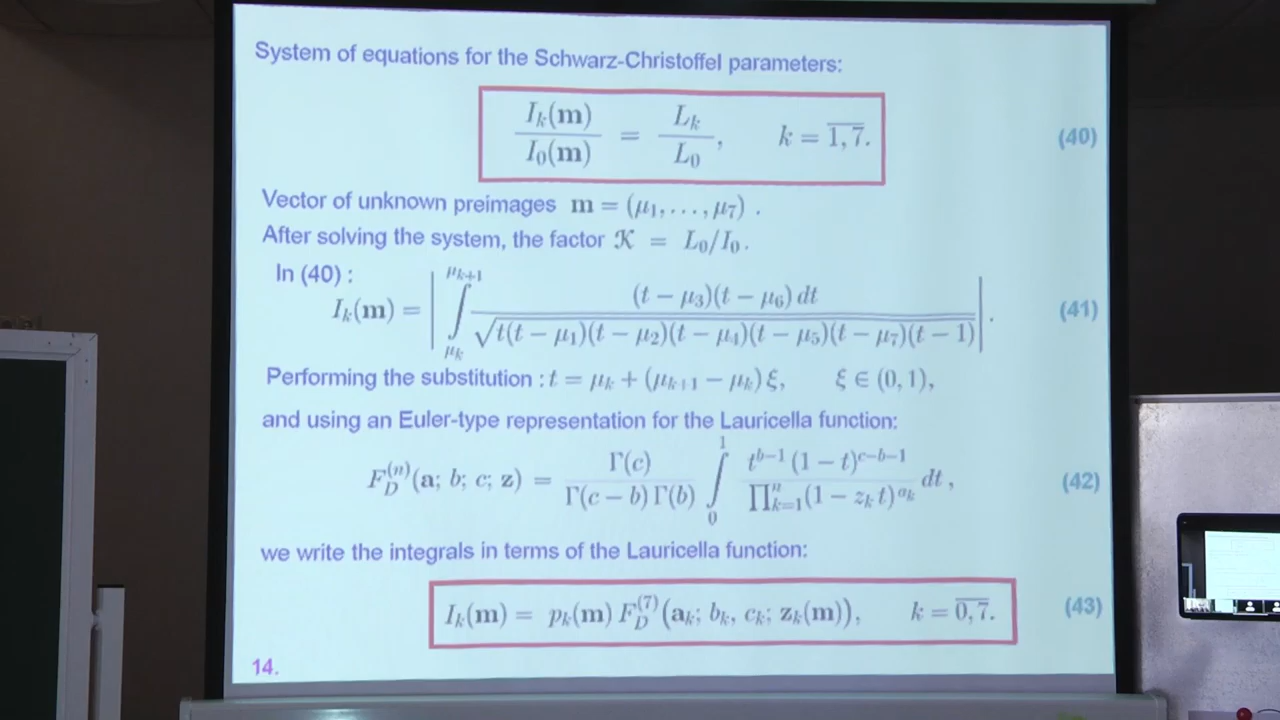 System of equations for the Schwarz-Christoffel parameters:
I_k(m) / I_0(m) = L_k / L_0, k = \overline{1,7}. (40)
Vector of unknown preimages m = (μ_1, . . . , μ_7) .
After solving the system, the factor 𝒦 = L_0/I_0.
In (40) :
I_k(m) = | ∫_{μ_k}^{μ_{k+1}} (t − μ_3)(t − μ_6) dt / √(t(t − μ_1)(t − μ_2)(t − μ_4)(t − μ_5)(t − μ_7)(t − 1)) | . (41)
Performing the substitution : t = μ_k + (μ_{k+1} − μ_k) ξ, ξ ∈ (0, 1),
and using an Euler-type representation for the Lauricella function:
F_D^{(n)}(a; b; c; z) = Γ(c) / (Γ(c − b) Γ(b)) ∫_0^1 t^{b−1} (1 − t)^{c−b−1} / ∏_{k=1}^n (1 − z_k t)^{a_k} dt , (42)
we write the integrals in terms of the Lauricella function:
I_k(m) = p_k(m) F_D^{(7)}(a_k; b_k, c_k; z_k(m)), k = \overline{0,7}. (43)
14.